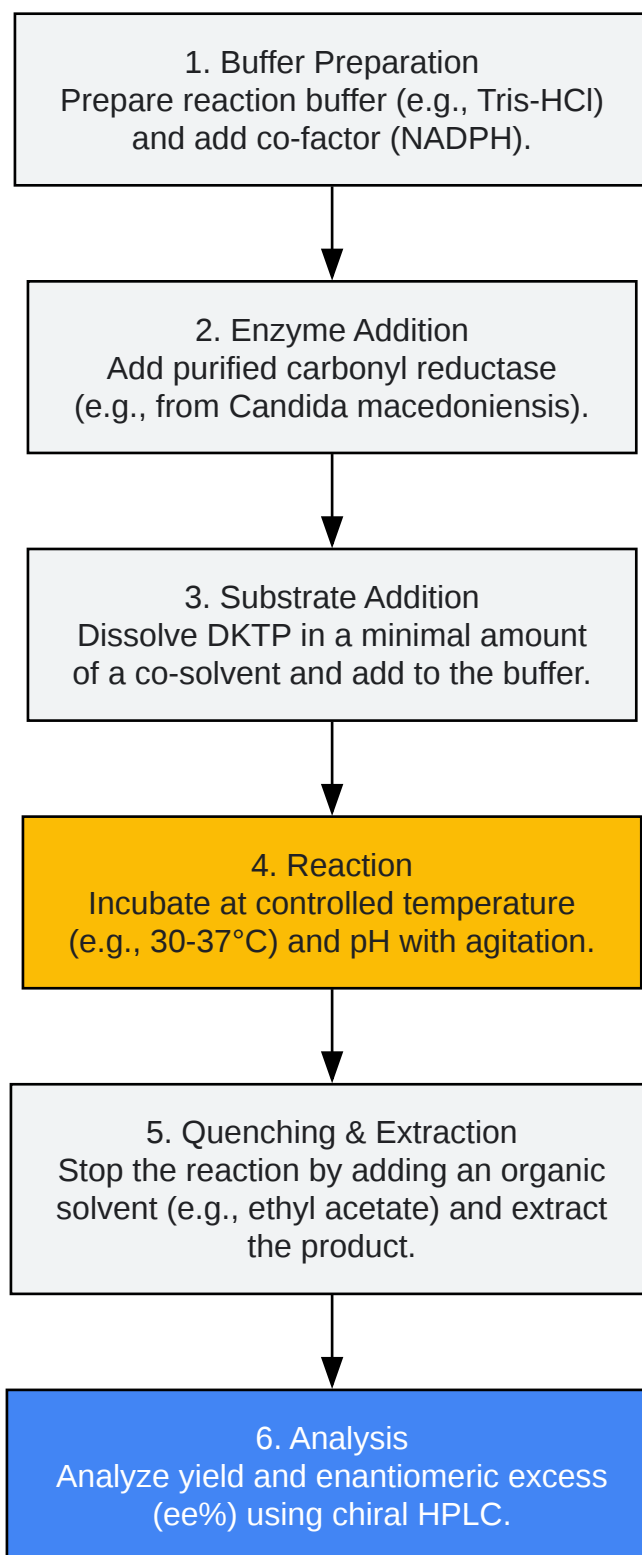 1. Buffer Preparation
Prepare reaction buffer (e.g., Tris-HCl)
and add co-factor (NADPH).
2. Enzyme Addition
Add purified carbonyl reductase
(e.g., from Candida macedoniensis).
3. Substrate Addition
Dissolve DKTP in a minimal amount
of a co-solvent and add to the buffer.
4. Reaction
Incubate at controlled temperature
(e.g., 30-37°C) and pH with agitation.
5. Quenching & Extraction
Stop the reaction by adding an organic
solvent (e.g., ethyl acetate) and extract
the product.
6. Analysis
Analyze yield and enantiomeric excess
(ee%) using chiral HPLC.